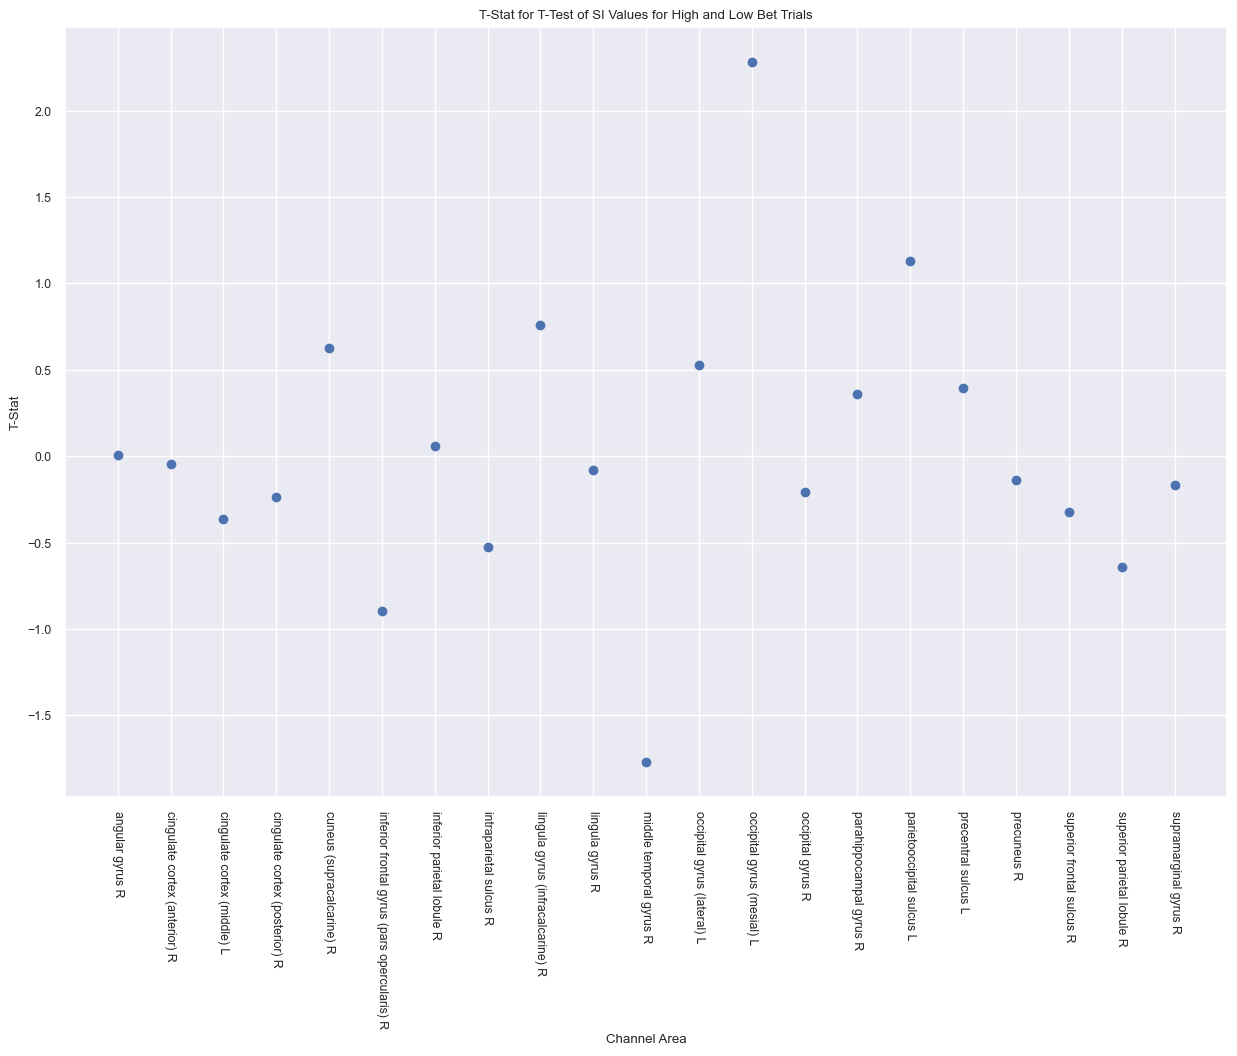 T-Stat for T-Test of SI Values for High and Low Bet Trials
2.0
1.5
1.0
0.5
0.0
−0.5
−1.0
−1.5
T-Stat
angular gyrus R
cingulate cortex (anterior) R
cingulate cortex (middle) L
cingulate cortex (posterior) R
cuneus (supracalcarine) R
inferior frontal gyrus (pars opercularis) R
inferior parietal lobule R
intraparietal sulcus R
lingula gyrus (infracalcarine) R
lingula gyrus R
middle temporal gyrus R
occipital gyrus (lateral) L
occipital gyrus (mesial) L
occipital gyrus R
parahippocampal gyrus R
parietooccipital sulcus L
precentral sulcus L
precuneus R
superior frontal sulcus R
superior parietal lobule R
supramarginal gyrus R
Channel Area